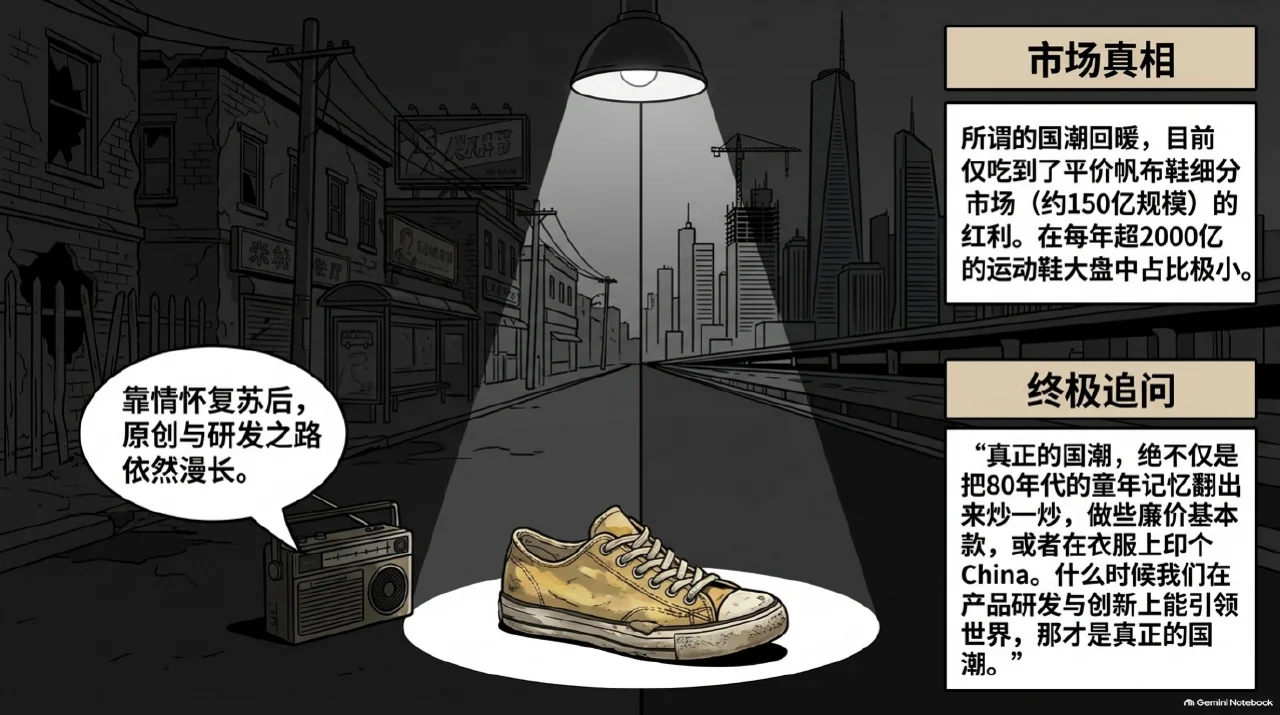 市场真相
所谓的国潮回暖，目前
仅吃到了平价帆布鞋细分
市场（约150亿规模）的
红利。在每年超2000亿
的运动鞋大盘中占比极小。
靠情怀复苏后，
原创与研发之路
依然漫长。
终极追问
“真正的国潮，绝不仅是
把80年代的童年记忆翻出
来炒一炒，做些廉价基本
款，或者在衣服上印个
China。什么时候我们在
产品研发与创新上能引领
世界，那才是真正的国
潮。”
Gemini Notebook